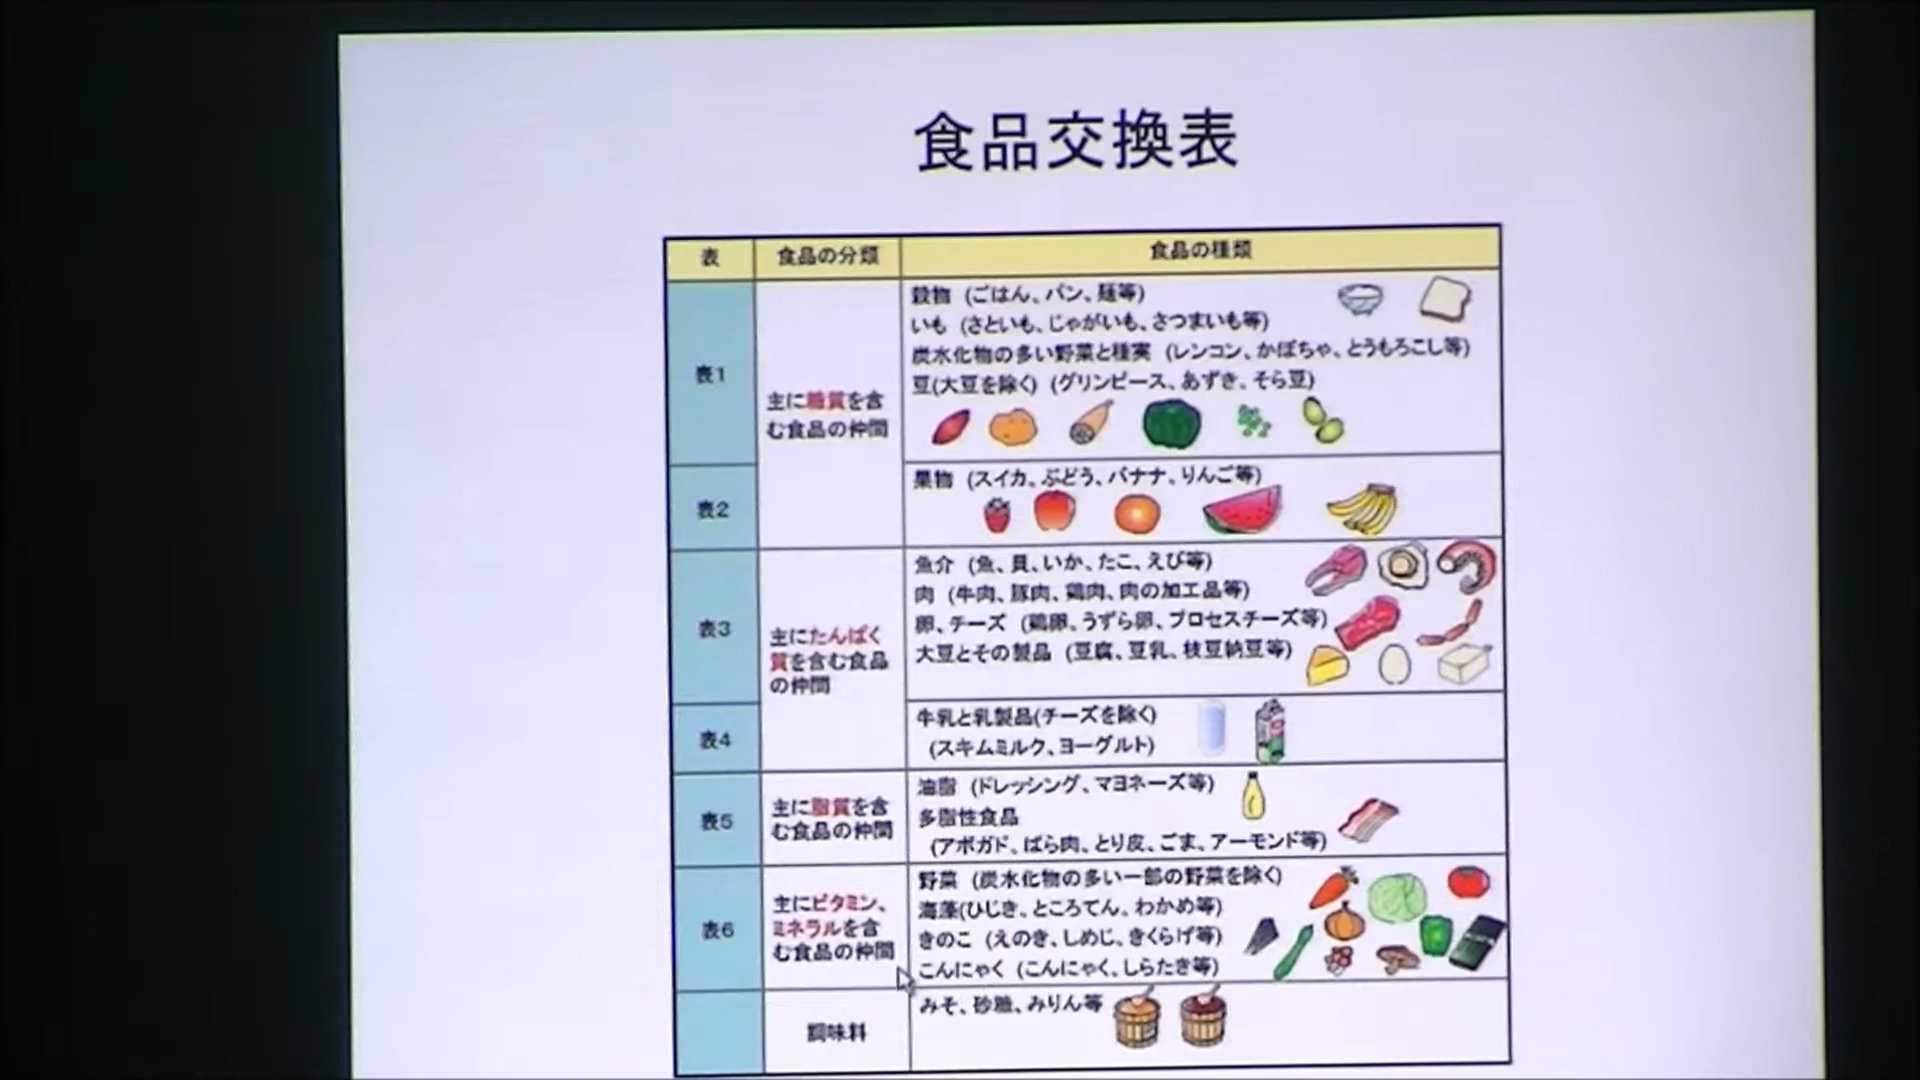 食品交換表
表
食品の分類
食品の種類
表1
主に糖質を含
む食品の仲間
穀物 (ごはん、パン、麺等)
いも (さといも、じゃがいも、さつまいも等)
炭水化物の多い野菜と種実 (レンコン、かぼちゃ、とうもろこし等)
豆(大豆を除く) (グリンピース、あずき、そら豆)
表2
果物 (スイカ、ぶどう、バナナ、りんご等)
表3
主にたんぱく
質を含む食品
の仲間
魚介 (魚、貝、いか、たこ、えび等)
肉 (牛肉、豚肉、鶏肉、肉の加工品等)
卵、チーズ (鶏卵、うずら卵、プロセスチーズ等)
大豆とその製品 (豆腐、豆乳、枝豆納豆等)
表4
牛乳と乳製品(チーズを除く)
(スキムミルク、ヨーグルト)
表5
主に脂質を含
む食品の仲間
油脂 (ドレッシング、マヨネーズ等)
多脂性食品
(アボガド、ばら肉、とり皮、ごま、アーモンド等)
表6
主にビタミン、
ミネラルを含
む食品の仲間
野菜 (炭水化物の多い一部の野菜を除く)
海藻(ひじき、ところてん、わかめ等)
きのこ (えのき、しめじ、きくらげ等)
こんにゃく (こんにゃく、しらたき等)
調味料
みそ、砂糖、みりん等